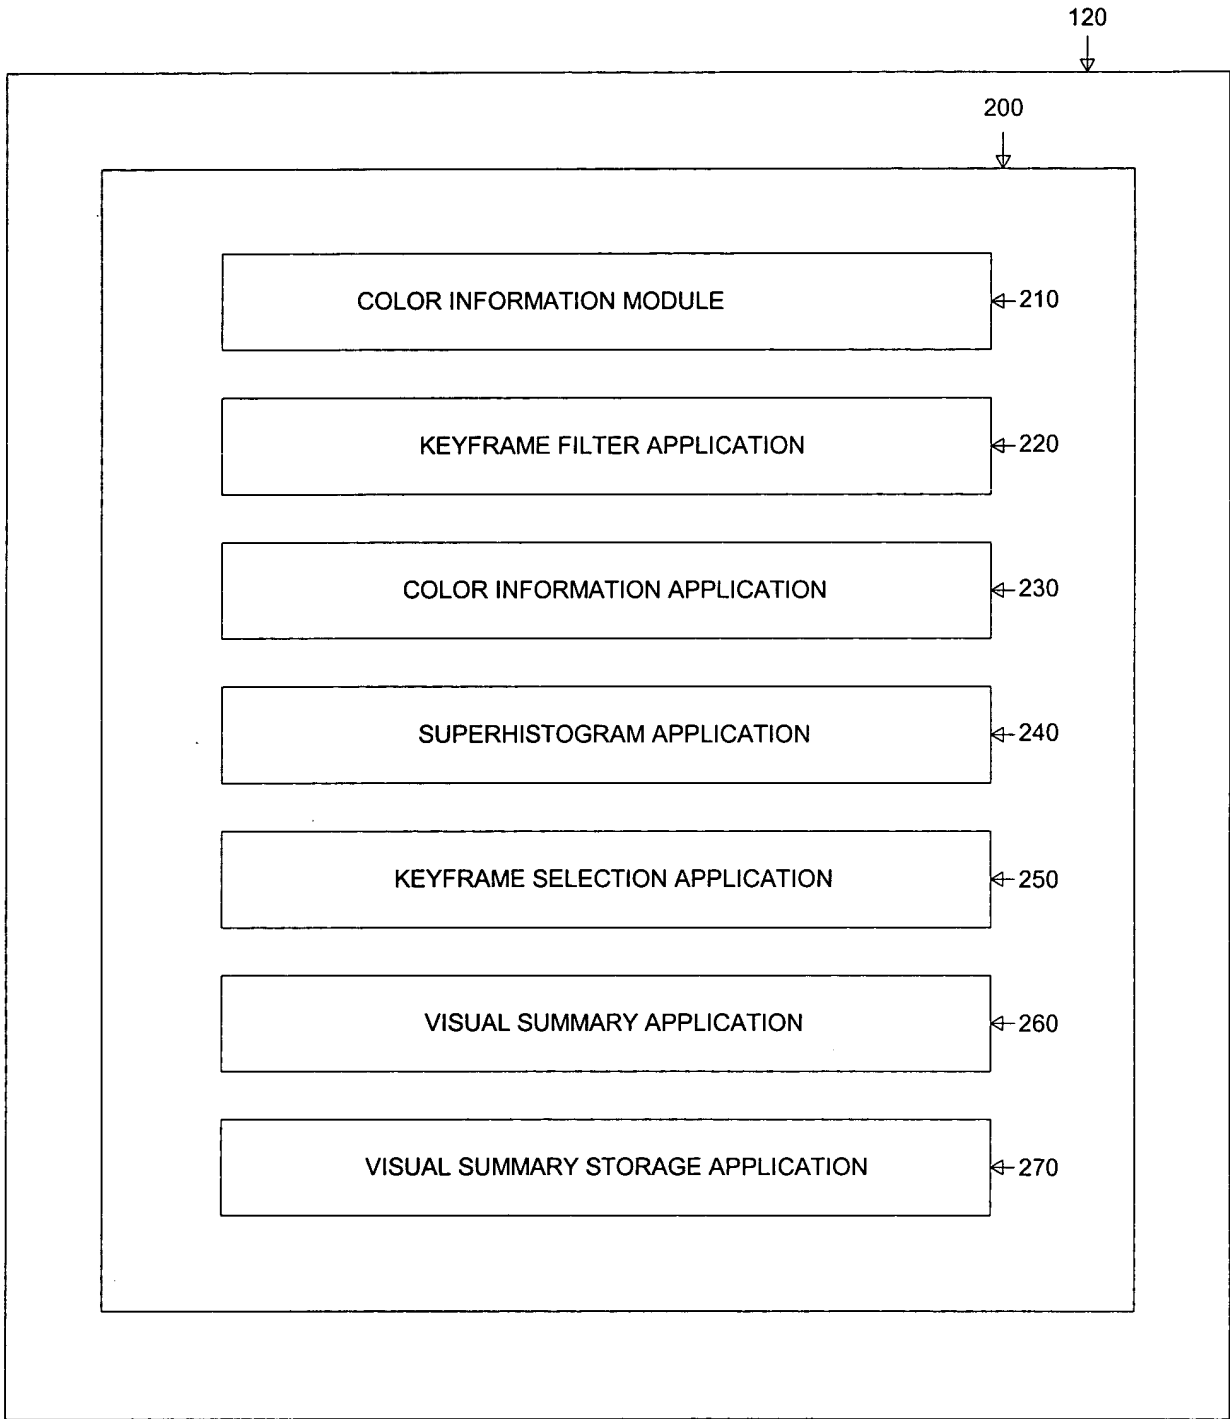 120
200
COLOR INFORMATION MODULE 210
KEYFRAME FILTER APPLICATION 220
COLOR INFORMATION APPLICATION 230
SUPERHISTOGRAM APPLICATION 240
KEYFRAME SELECTION APPLICATION 250
VISUAL SUMMARY APPLICATION 260
VISUAL SUMMARY STORAGE APPLICATION 270